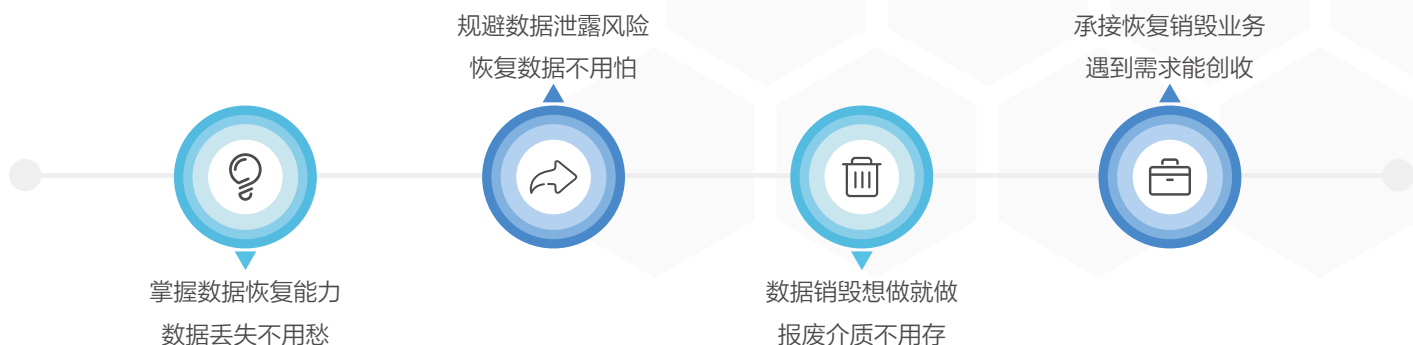 规避数据泄露风险
恢复数据不用怕
承接恢复销毁业务
遇到需求能创收
掌握数据恢复能力
数据丢失不用愁
数据销毁想做就做
报废介质不用存